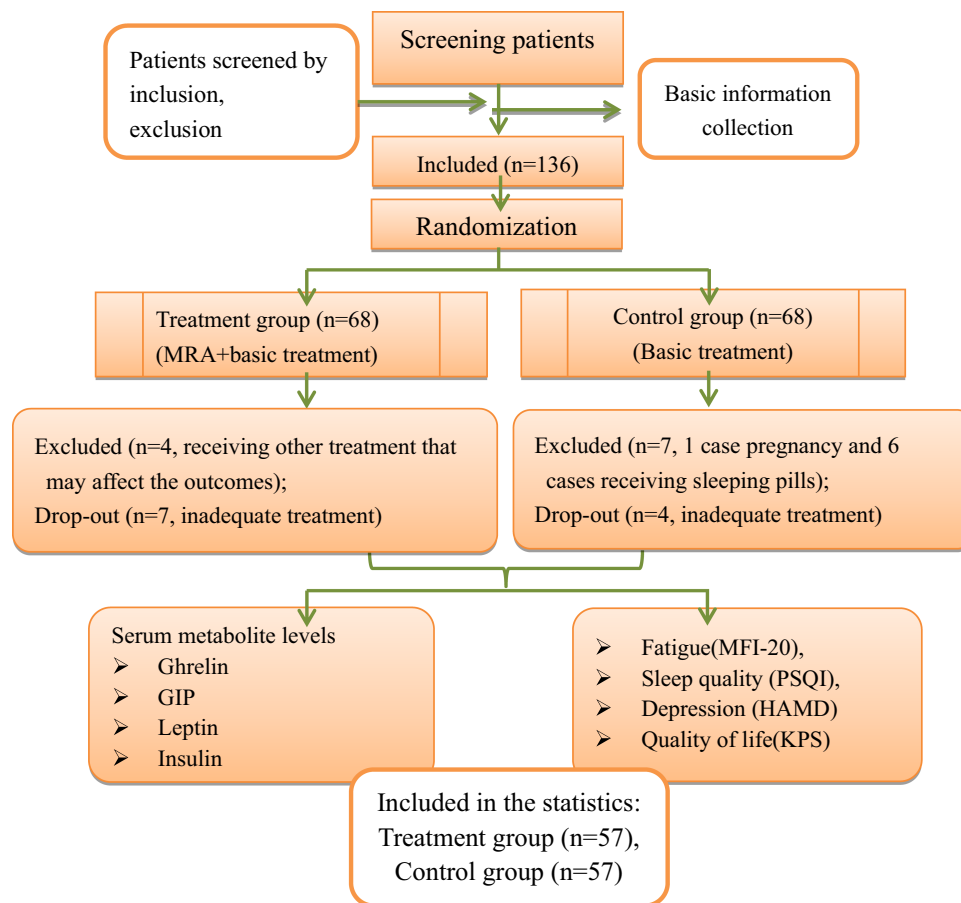 Screening patients
Patients screened by
inclusion,
exclusion
Basic information
collection
Included (n=136)
Randomization
Treatment group (n=68)
(MRA+basic treatment)
Control group (n=68)
(Basic treatment)
Excluded (n=4, receiving other treatment that
may affect the outcomes);
Drop-out (n=7, inadequate treatment)
Excluded (n=7, 1 case pregnancy and 6
cases receiving sleeping pills);
Drop-out (n=4, inadequate treatment)
Serum metabolite levels
➢ Ghrelin
➢ GIP
➢ Leptin
➢ Insulin
➢ Fatigue(MFI-20),
➢ Sleep quality (PSQI),
➢ Depression (HAMD)
➢ Quality of life(KPS)
Included in the statistics:
Treatment group (n=57),
Control group (n=57)